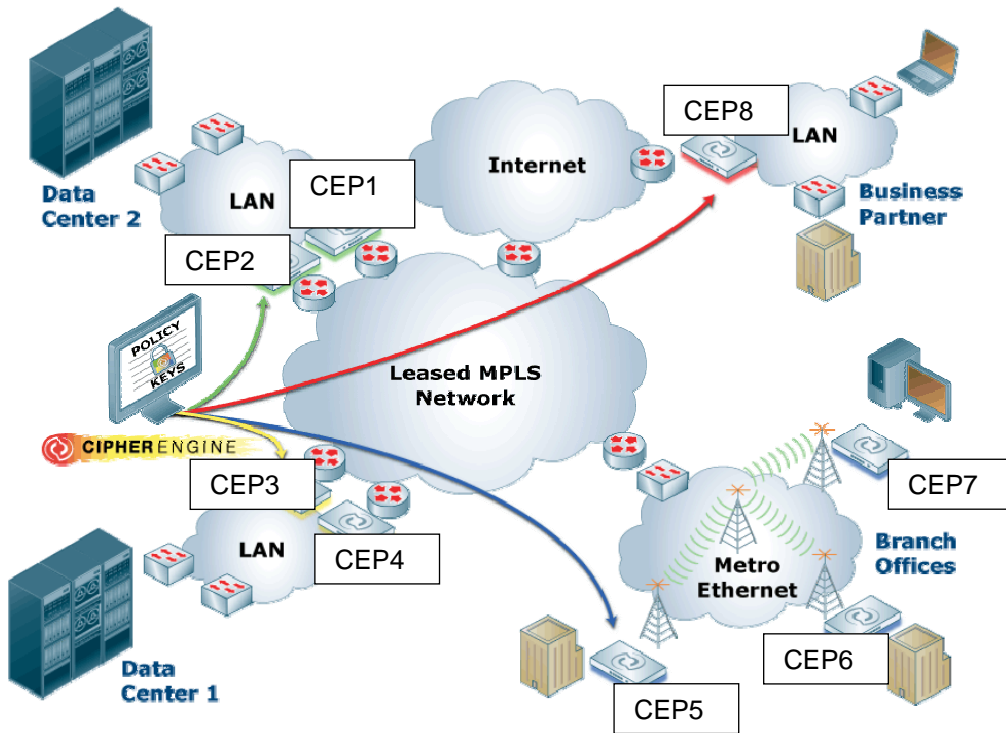 CEP8
LAN
Internet
CEP1
LAN
Data
Center 2
Business
Partner
CEP2
POLICY
KEYS
Leased MPLS
Network
CIPHERENGINE
CEP3
CEP7
LAN
CEP4
Branch
Offices
Metro
Ethernet
CEP6
Data
Center 1
CEP5